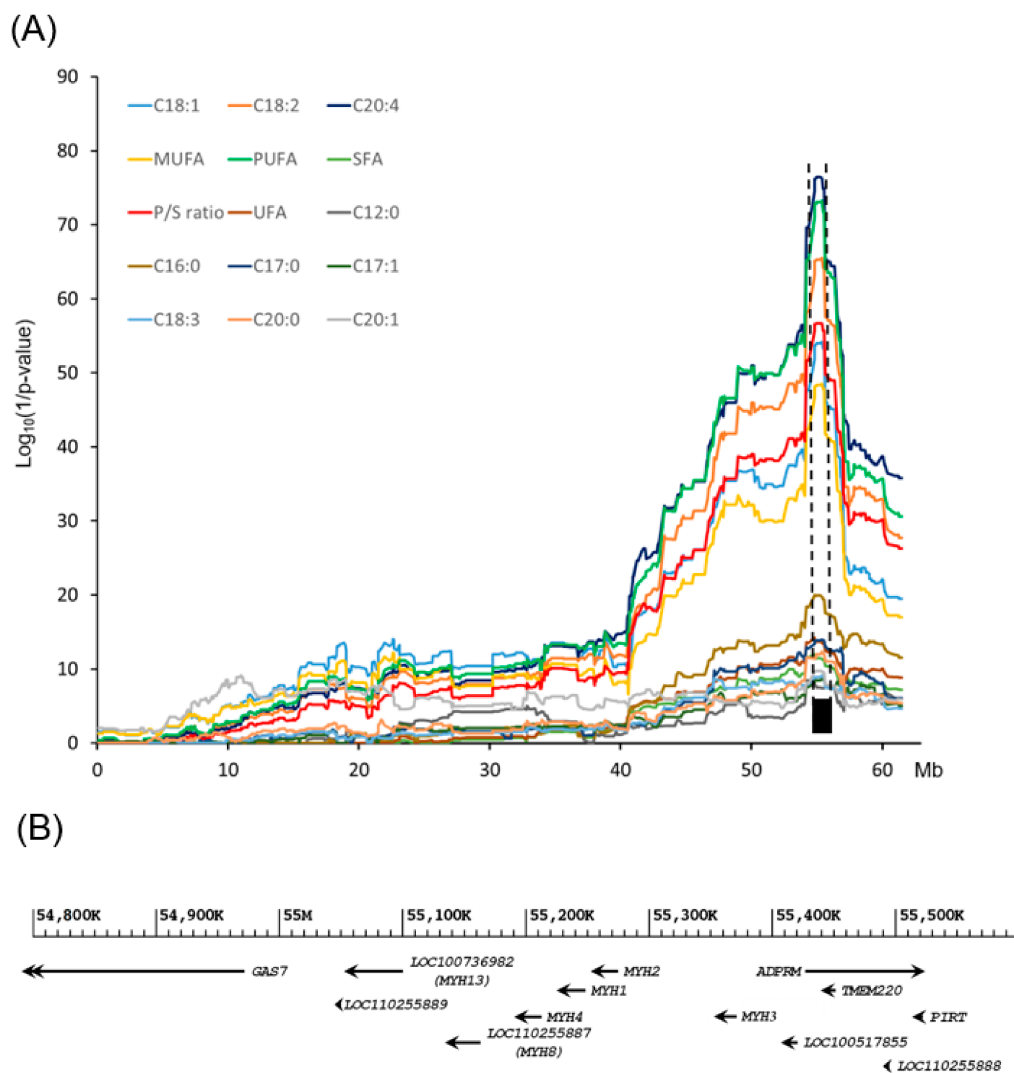 (A)
90
80
70
60
50
40
30
20
10
0
Log10(1/p-value)
C18:1 C18:2 C20:4
MUFA PUFA SFA
P/S ratio UFA C12:0
C16:0 C17:0 C17:1
C18:3 C20:0 C20:1
0 10 20 30 40 50 60 Mb
(B)
54,800K 54,900K 55M 55,100K 55,200K 55,300K 55,400K 55,500K
GAS7 LOC100736982 MYH2 ADPRM
(MYH13) MYH1 TMEM220
LOC110255889
MYH4 MYH3 PIRT
LOC110255887 LOC100517855
(MYH8)
LOC110255888